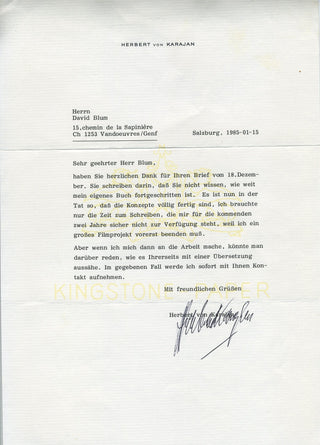 HERBERT VON KARAJAN
Herrn
David Blum
15,chemin de la Sapinière
Ch 1253 Vandoeuvres/Genf
Salzburg, 1985-01-15
Sehr geehrter Herr Blum,
haben Sie herzlichen Dank für Ihren Brief vom 18.Dezem-
ber. Sie schreiben darin, daß Sie nicht wissen, wie weit
mein eigenes Buch fortgeschritten ist. Es ist nun in der
Tat so, daß die Konzepte völlig fertig sind, ich brauchte
nur die Zeit zum Schreiben, die mir für die kommenden
zwei Jahre sicher nicht zur Verfügung steht, weil ich ein
großes Filmprojekt vorerst beenden muß.
Aber wenn ich mich dann an die Arbeit mache, könnte man
darüber reden, wie es Ihrerseits mit einer Übersetzung
aussähe. Im gegebenen Fall werde ich sofort mit Ihnen Kon-
takt aufnehmen.
KINGSTONE PAPER
Mit freundlichen Grüßen
Herbert von Karajan